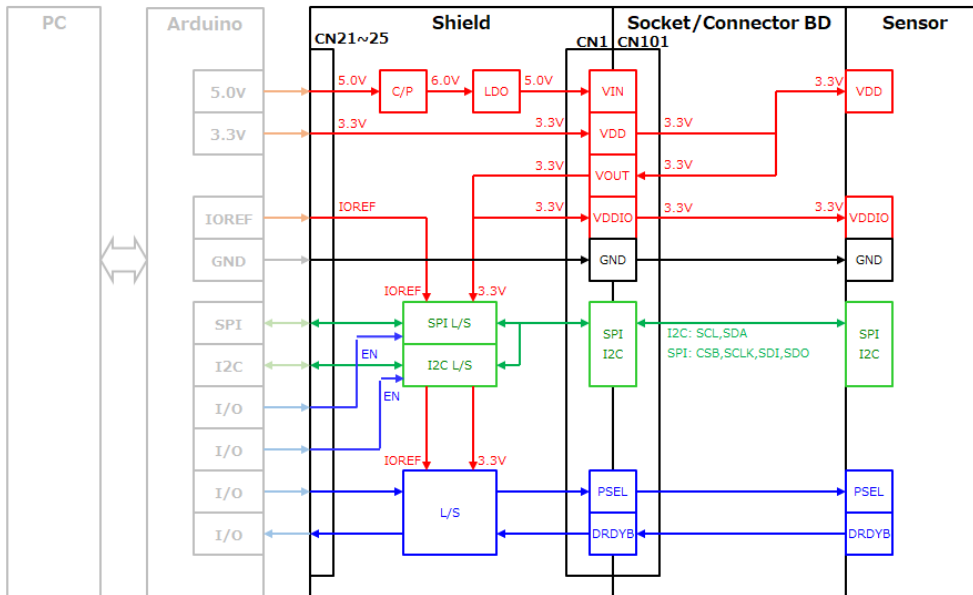 PC
Arduino
Shield
Socket/Connector BD
Sensor
CN21~25
CN1
CN101
5.0v
5.0V
C/P
6.0V
LDO
5.0V
VIN
3.3V
VDD
3.3v
3.3V
3.3V
VDD
3.3V
3.3V
VOUT
3.3V
IOREF
IOREF
3.3V
VDDIO
3.3V
3.3V
VDDIO
GND
GND
GND
IOREF
3.3V
SPI
SPI L/S
SPI
I2C
I2C: SCL,SDA
SPI: CSB,SCLK,SDI,SDO
SPI
I2C
I2C
EN
I2C L/S
I/O
EN
I/O
IOREF
3.3V
I/O
L/S
PSEL
PSEL
I/O
DRDYB
DRDYB